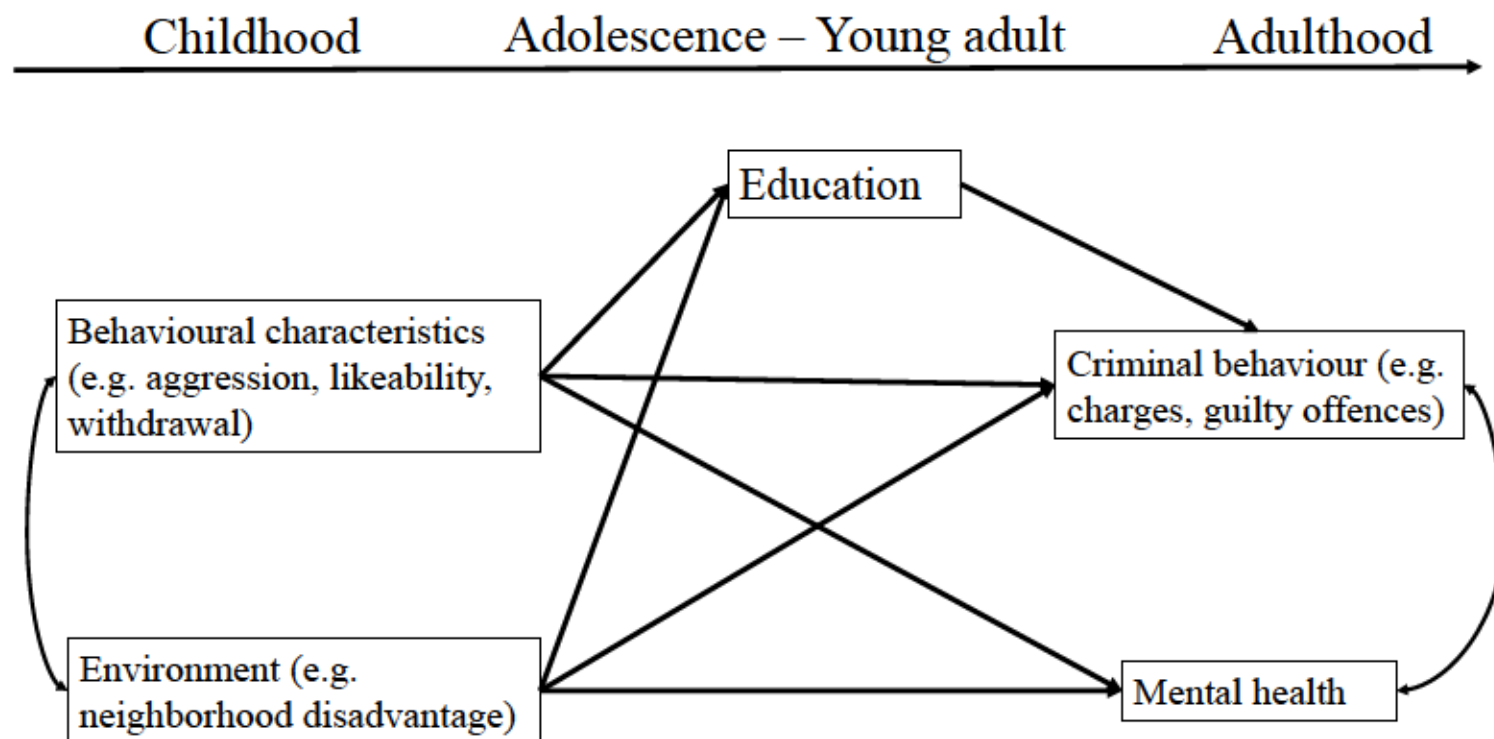 Childhood
Adolescence – Young adult
Adulthood
Education
Behavioural characteristics
(e.g. aggression, likeability,
withdrawal)
Criminal behaviour (e.g.
charges, guilty offences)
Environment (e.g.
neighborhood disadvantage)
Mental health